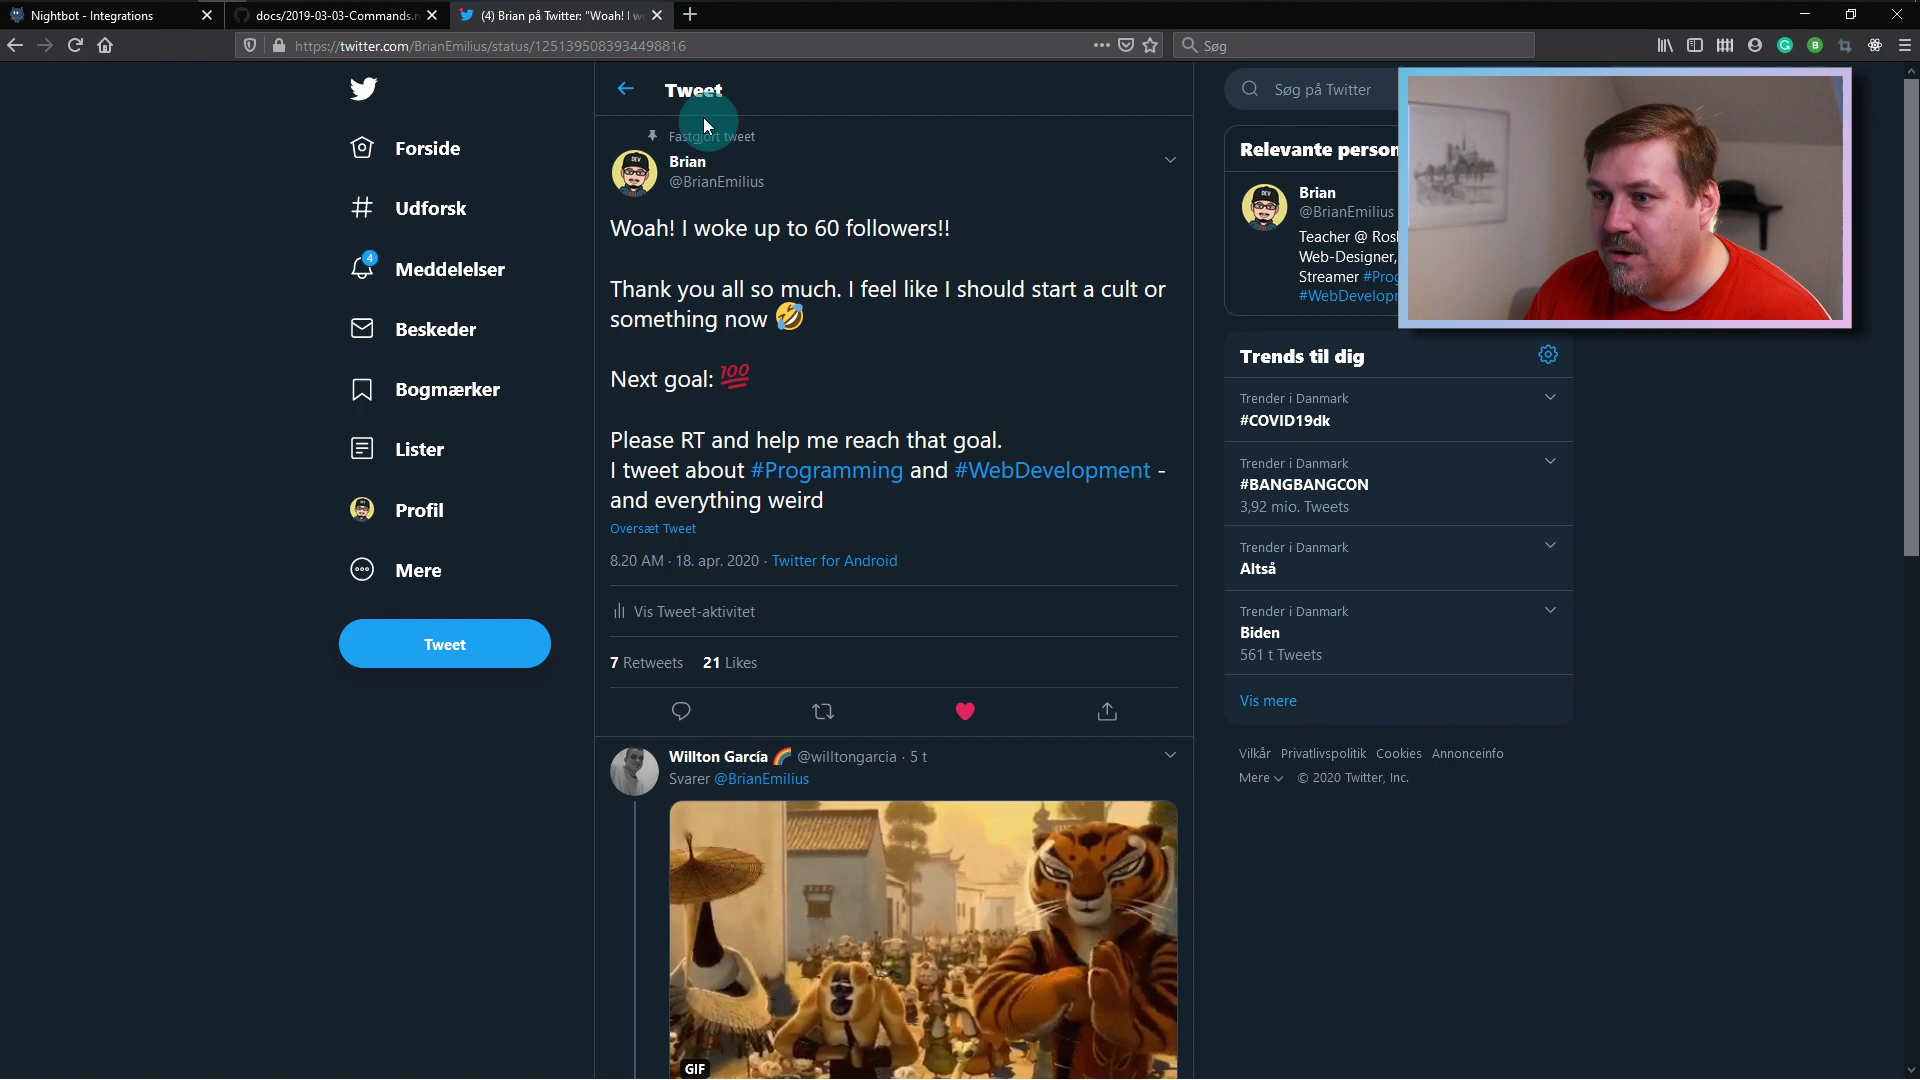 Nightbot - Integrations
docs/2019-03-03-Commands.
(4) Brian på Twitter: "Woah! I w
https://twitter.com/BrianEmilius/status/1251395083934498816
Søg
Tweet
Fastgjort tweet
Brian
@BrianEmilius
Woah! I woke up to 60 followers!!
Thank you all so much. I feel like I should start a cult or
something now 🤣
Next goal: 💯
Please RT and help me reach that goal.
I tweet about #Programming and #WebDevelopment -
and everything weird
Oversæt Tweet
8.20 AM · 18. apr. 2020 · Twitter for Android
Vis Tweet-aktivitet
7 Retweets 21 Likes
Willton García 🌈 @willtongarcia · 5 t
Svarer @BrianEmilius
GIF
Forside
Udforsk
4
Meddelelser
Beskeder
Bogmærker
Lister
Profil
Mere
Tweet
Søg på Twitter
Relevante person
Brian
@BrianEmilius
Teacher @ Ros
Web-Designer,
Streamer #Prog
#WebDevelopr
Trends til dig
Trender i Danmark
#COVID19dk
Trender i Danmark
#BANGBANGCON
3,92 mio. Tweets
Trender i Danmark
Altså
Trender i Danmark
Biden
561 t Tweets
Vis mere
Vilkår Privatlivspolitik Cookies Annonceinfo
Mere © 2020 Twitter, Inc.